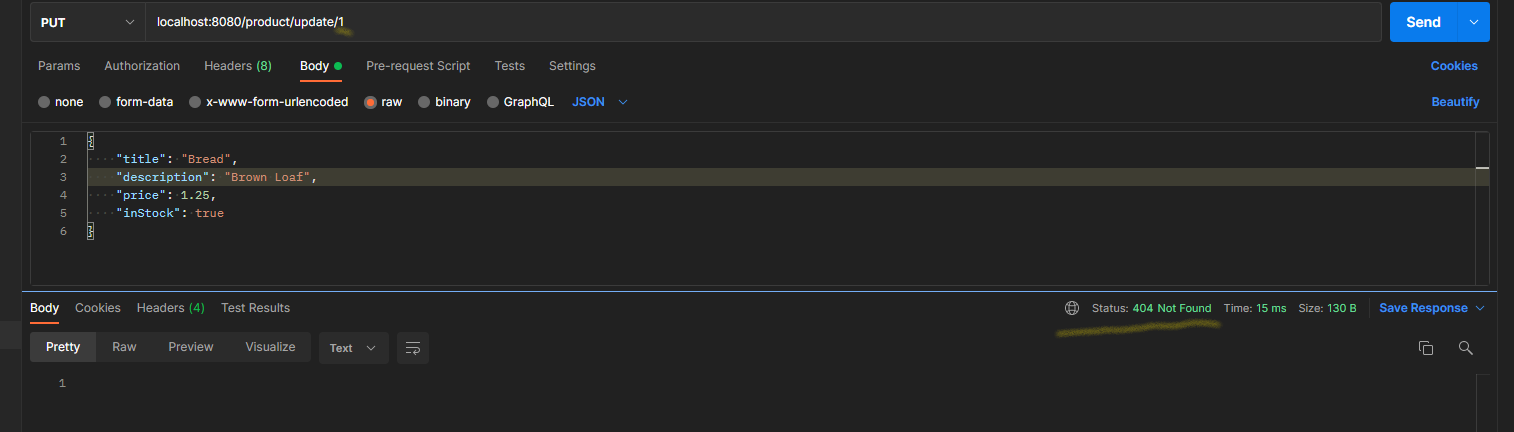 PUT localhost:8080/product/update/1 Send
Params Authorization Headers (8) Body Pre-request Script Tests Settings Cookies
none form-data x-www-form-urlencoded raw binary GraphQL JSON Beautify
1 {
2 "title": "Bread",
3 "description": "Brown Loaf",
4 "price": 1.25,
5 "inStock": true
6 }
Body Cookies Headers (4) Test Results Status: 404 Not Found Time: 15 ms Size: 130 B Save Response
Pretty Raw Preview Visualize Text
1